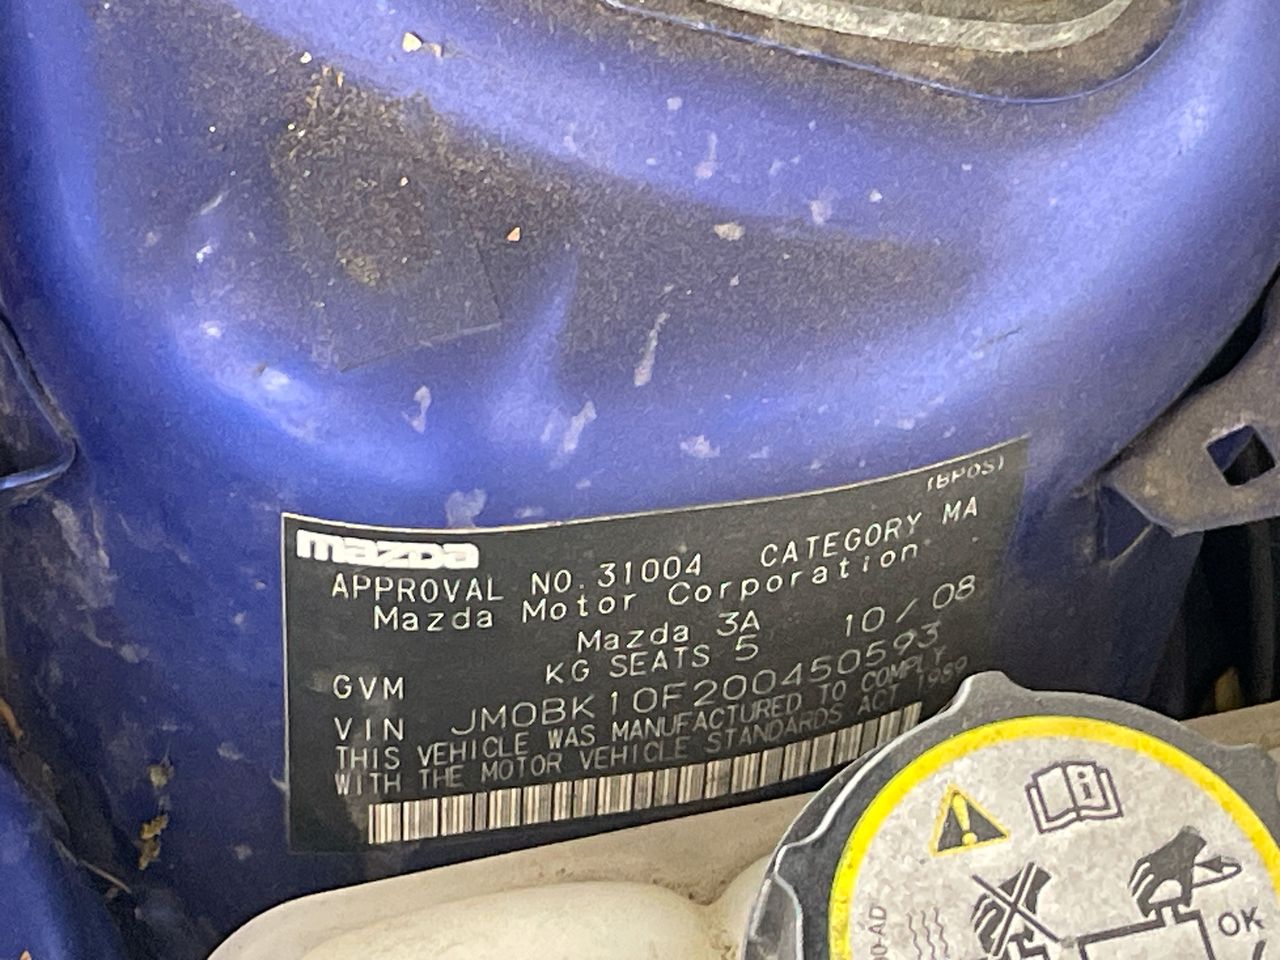 mazda
(BPOS)
APPROVAL NO. 31004 CATEGORY MA
Mazda Motor Corporation
Mazda 3A 10/08
GVM KG SEATS 5
VIN JM0BK10F200450593
THIS VEHICLE WAS MANUFACTURED TO COMPLY
WITH THE MOTOR VEHICLE STANDARDS ACT 1989
OK